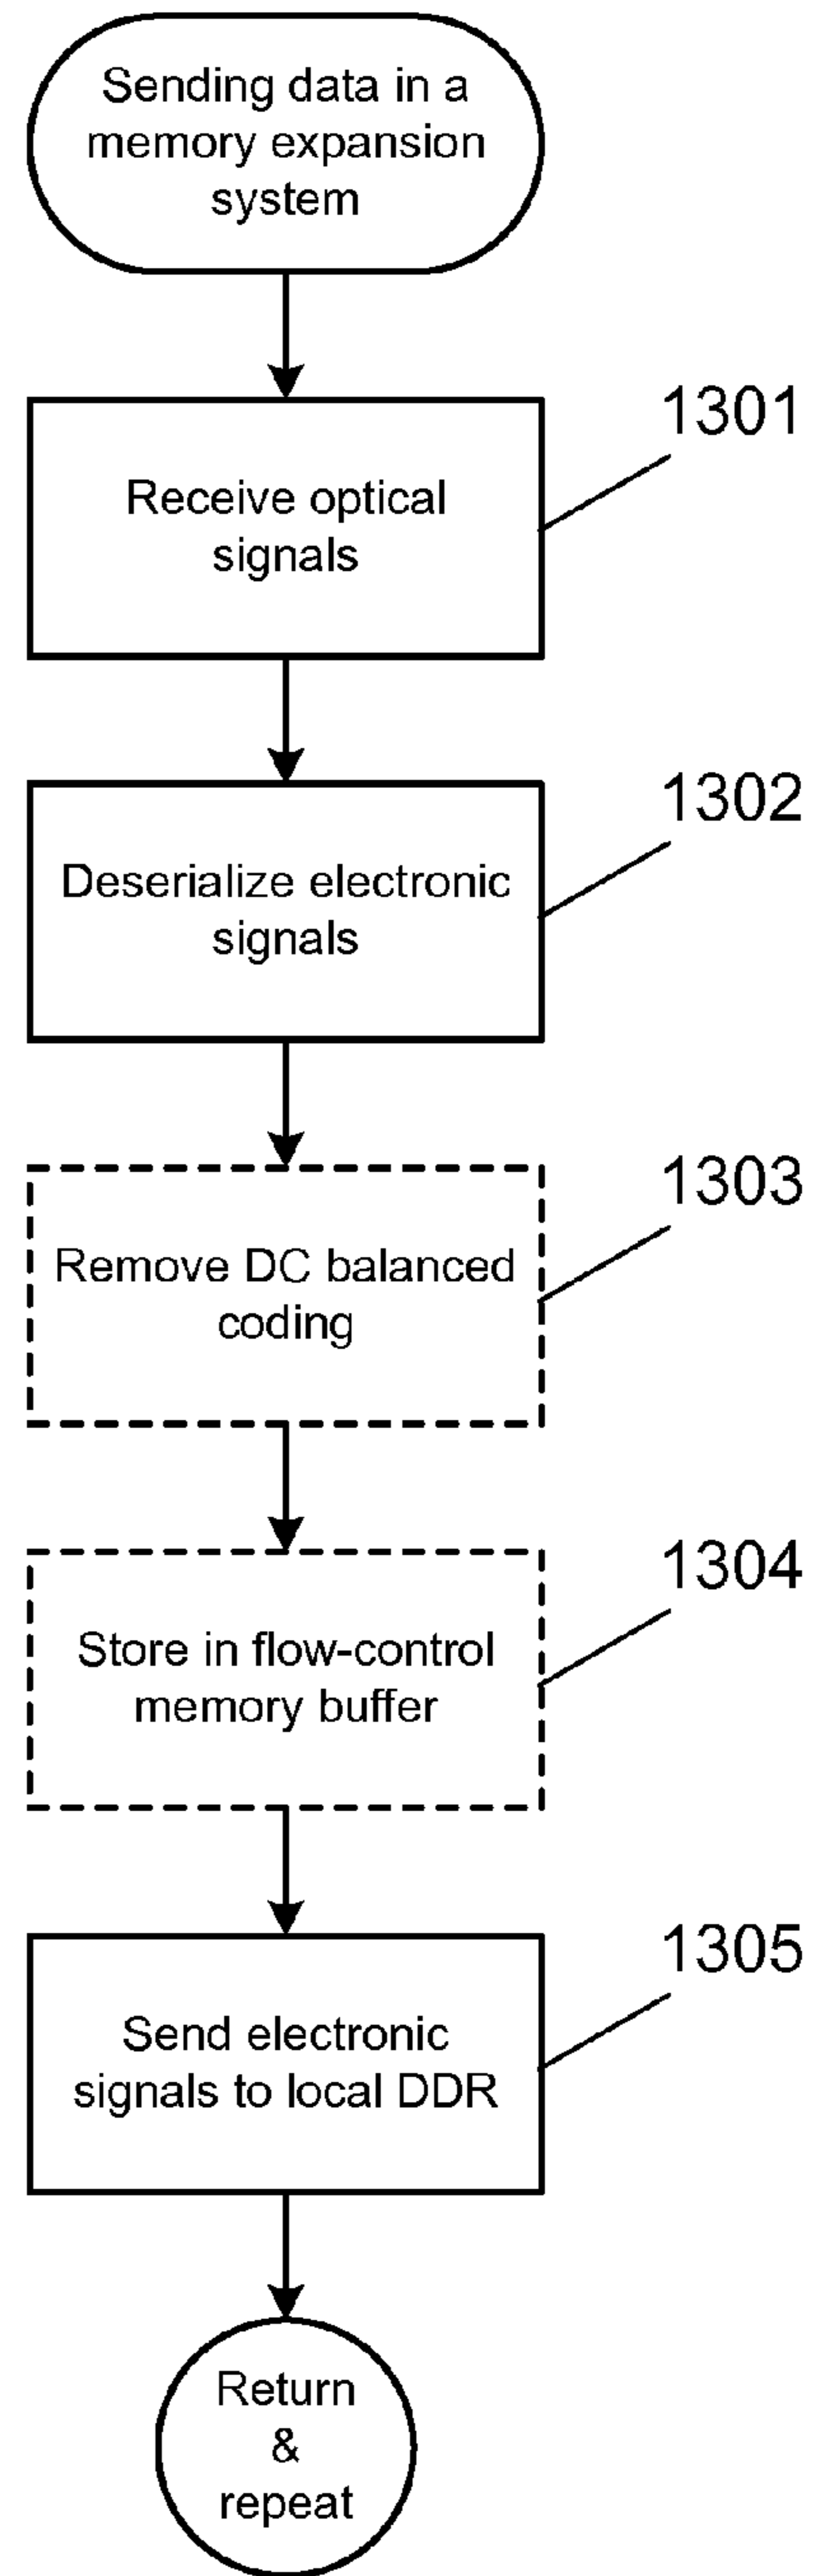 Sending data in a
memory expansion
system
1301
Receive optical
signals
1302
Deserialize electronic
signals
1303
Remove DC balanced
coding
1304
Store in flow-control
memory buffer
1305
Send electronic
signals to local DDR
Return
&
repeat